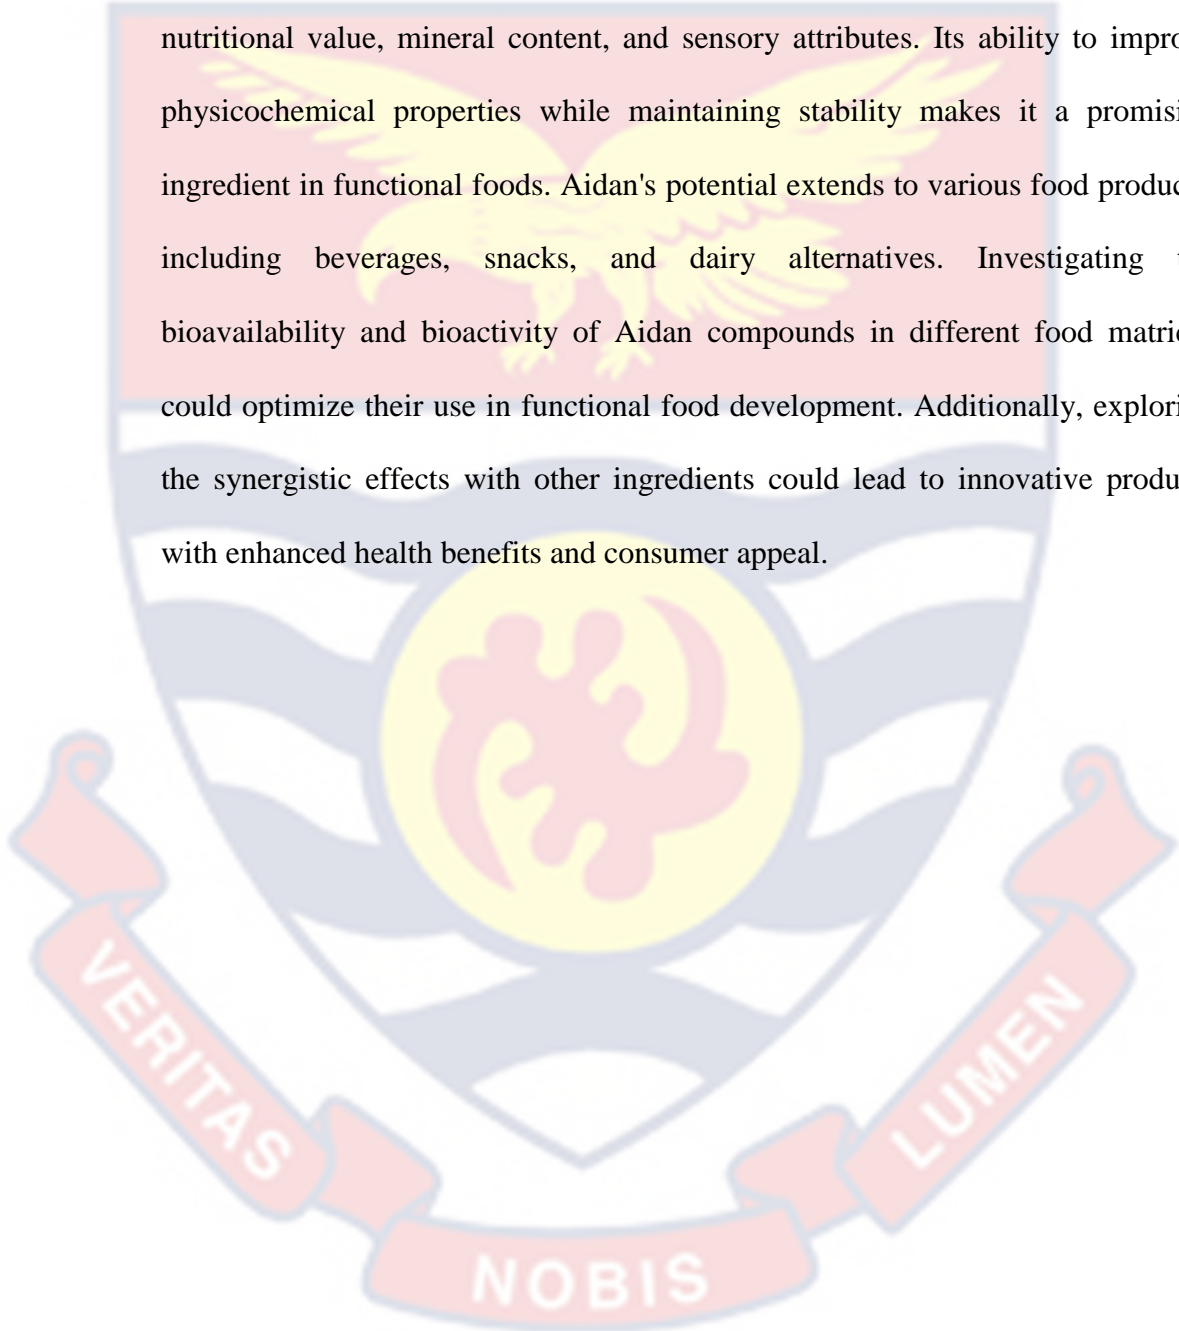 nutritional value, mineral content, and sensory attributes. Its ability to impro
physicochemical properties while maintaining stability makes it a promisi
ingredient in functional foods. Aidan's potential extends to various food produc
including beverages, snacks, and dairy alternatives. Investigating t
bioavailability and bioactivity of Aidan compounds in different food matric
could optimize their use in functional food development. Additionally, explori
the synergistic effects with other ingredients could lead to innovative produ
with enhanced health benefits and consumer appeal.
VERITAS
NOBIS
LUMEN